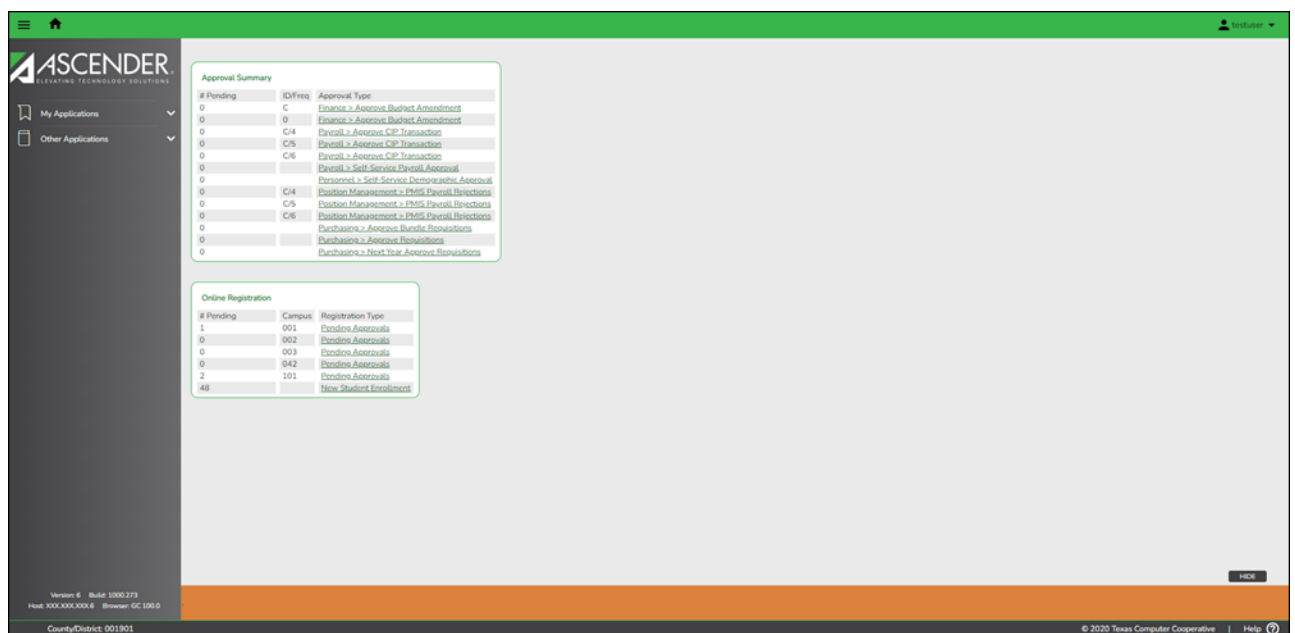 testuser
ASCENDER
ELEVATING TECHNOLOGY SOLUTIONS
My Applications
Other Applications
Approval Summary
# Pending ID/Freq Approval Type
0 C Finance > Approve Budget Amendment
0 0 Finance > Approve Budget Amendment
0 C/4 Payroll > Approve CIP Transaction
0 C/5 Payroll > Approve CIP Transaction
0 C/6 Payroll > Approve CIP Transaction
0 Payroll > Self-Service Payroll Approval
0 Personnel > Self-Service Demographic Approval
0 C/4 Position Management > PMIS Payroll Rejections
0 C/5 Position Management > PMIS Payroll Rejections
0 C/6 Position Management > PMIS Payroll Rejections
0 Purchasing > Approve Bundle Requisitions
0 Purchasing > Approve Requisitions
0 Purchasing > Next Year Approve Requisitions
Online Registration
# Pending Campus Registration Type
1 001 Pending Approvals
0 002 Pending Approvals
0 003 Pending Approvals
0 042 Pending Approvals
2 101 Pending Approvals
48 New Student Enrollment
HIDE
Version: 6 Build: 1000.273
Host: XXX.XXX.XXX.6 Browser: GC 100.0
County/District: 001901
© 2020 Texas Computer Cooperative | Help ?